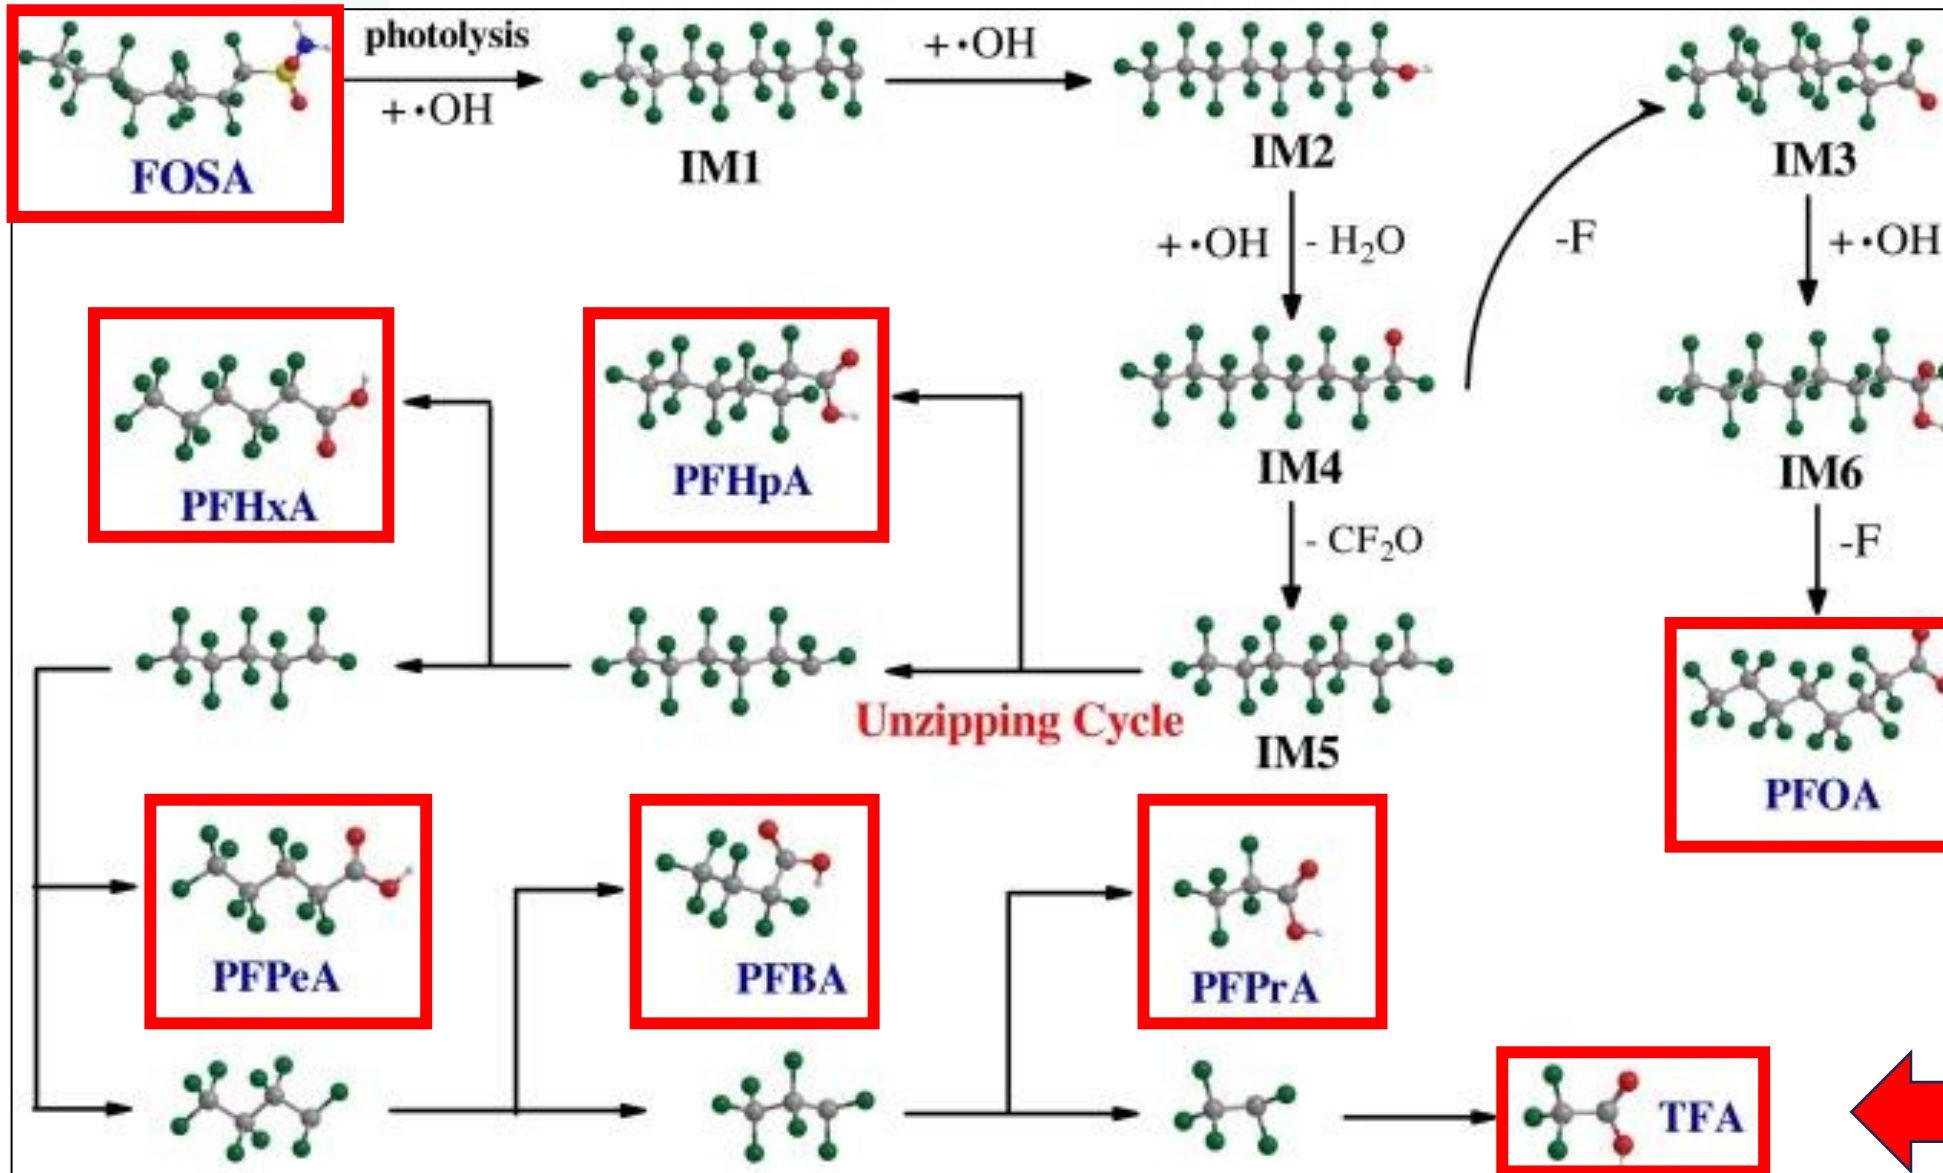 photolysis
+ ·OH
+ ·OH
FOSA
IM1
IM2
IM3
+ ·OH
- H₂O
-F
+ ·OH
PFHxA
PFHpA
IM4
IM6
- CF₂O
-F
Unzipping Cycle
IM5
PFOA
PFPeA
PFBA
PFPrA
TFA